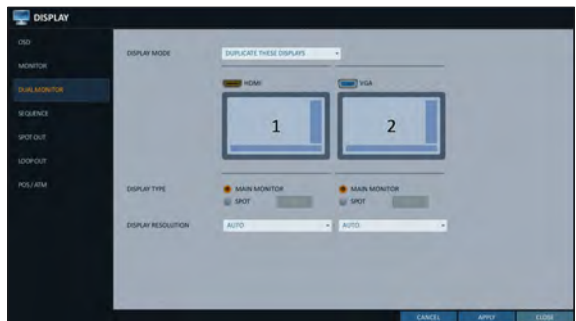 DISPLAY
OSD
MONITOR
DUAL MONITOR
SEQUENCE
SPOT OUT
LOOP OUT
POS / ATM
DISPLAY MODE
DUPLICATE THESE DISPLAYS
HDMI
VGA
1
2
DISPLAY TYPE
MAIN MONITOR
MAIN MONITOR
SPOT
SPOT
DISPLAY RESOLUTION
AUTO
AUTO
CANCEL
APPLY
CLOSE